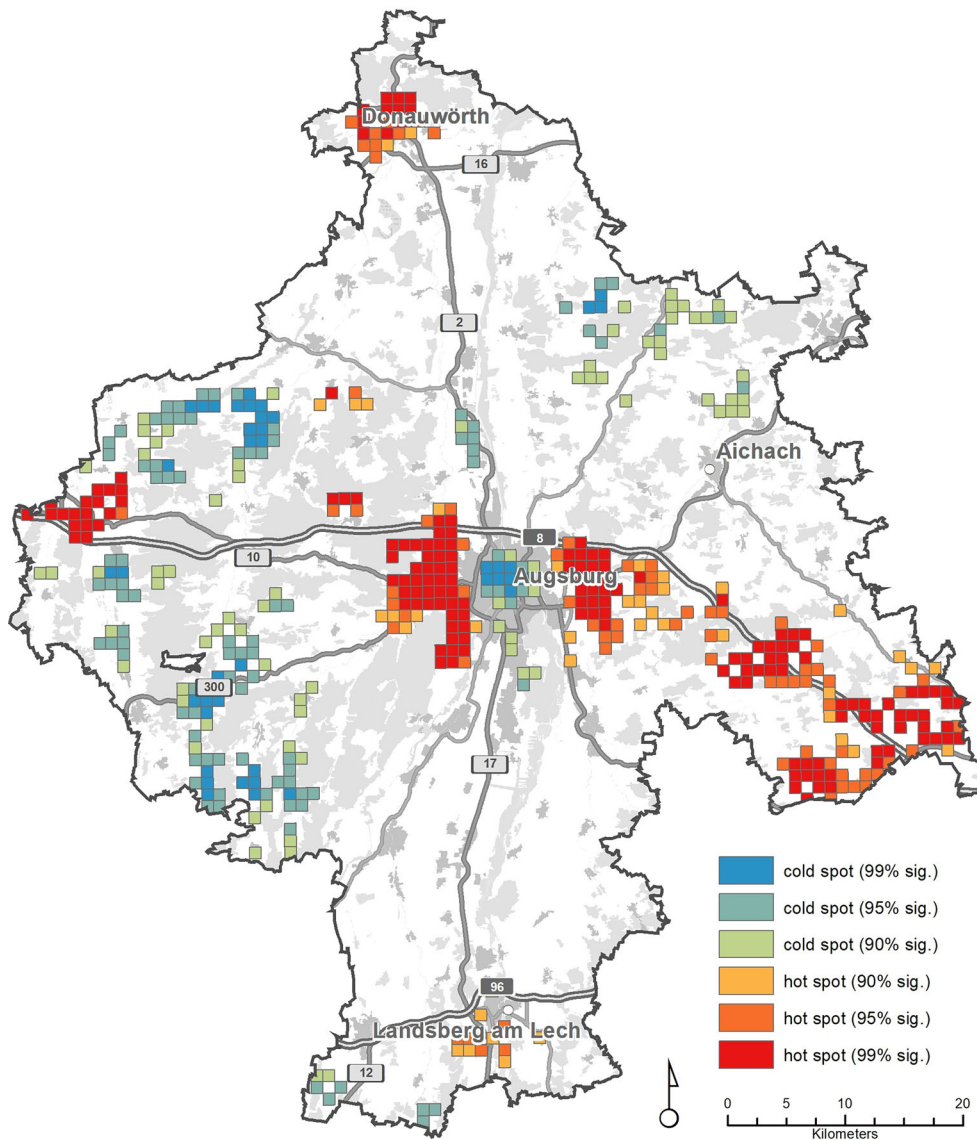 Donauwörth
16
2
Aichach
8
10
Augsburg
300
17
cold spot (99% sig.)
cold spot (95% sig.)
cold spot (90% sig.)
hot spot (90% sig.)
hot spot (95% sig.)
hot spot (99% sig.)
96
Landsberg am Lech
12
0 5 10 20
Kilometers